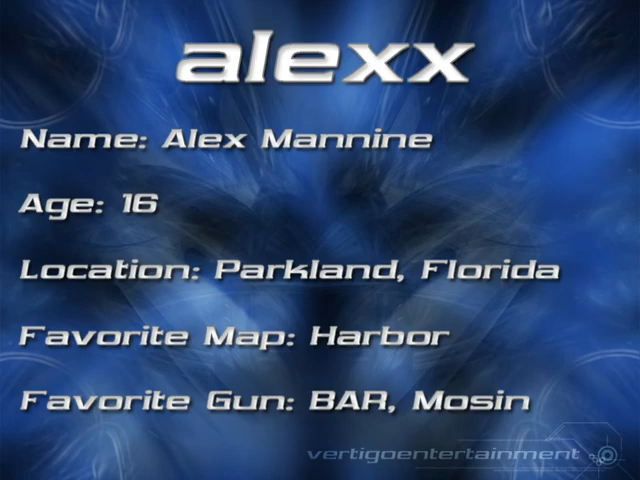 alexx
Name: Alex Mannine
Age: 16
Location: Parkland, Florida
Favorite Map: Harbor
Favorite Gun: BAR, Mosin
vertigoentertainment